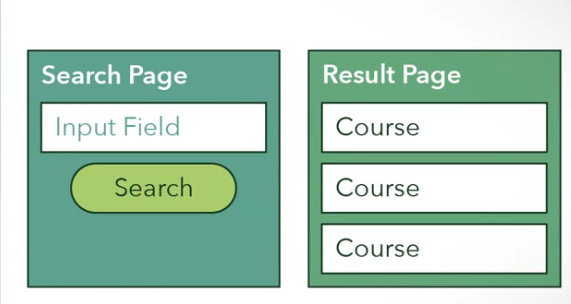 Search Page
Input Field
Search
Result Page
Course
Course
Course